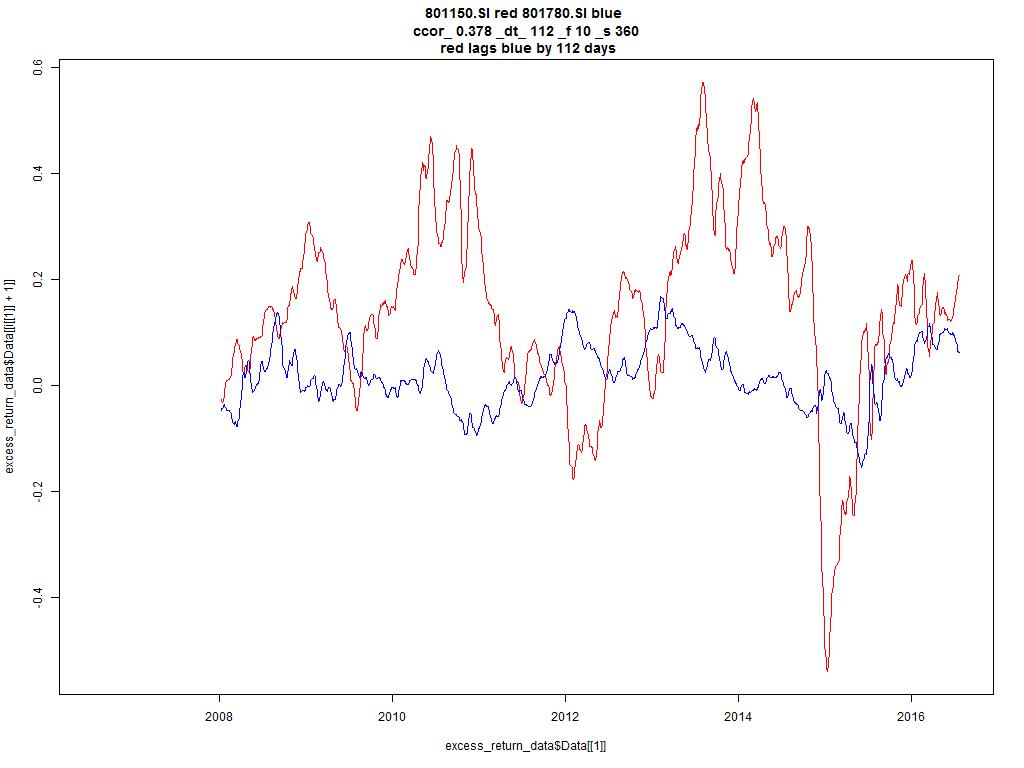 801150.SI red 801780.SI blue
ccor_ 0.378 _dt_ 112 _f 10 _s 360
red lags blue by 112 days
excess_return_data$Data[[i[1]] + 1]]
0.6
0.4
0.2
0.0
-0.2
-0.4
2008
2010
2012
2014
2016
excess_return_data$Data[[1]]